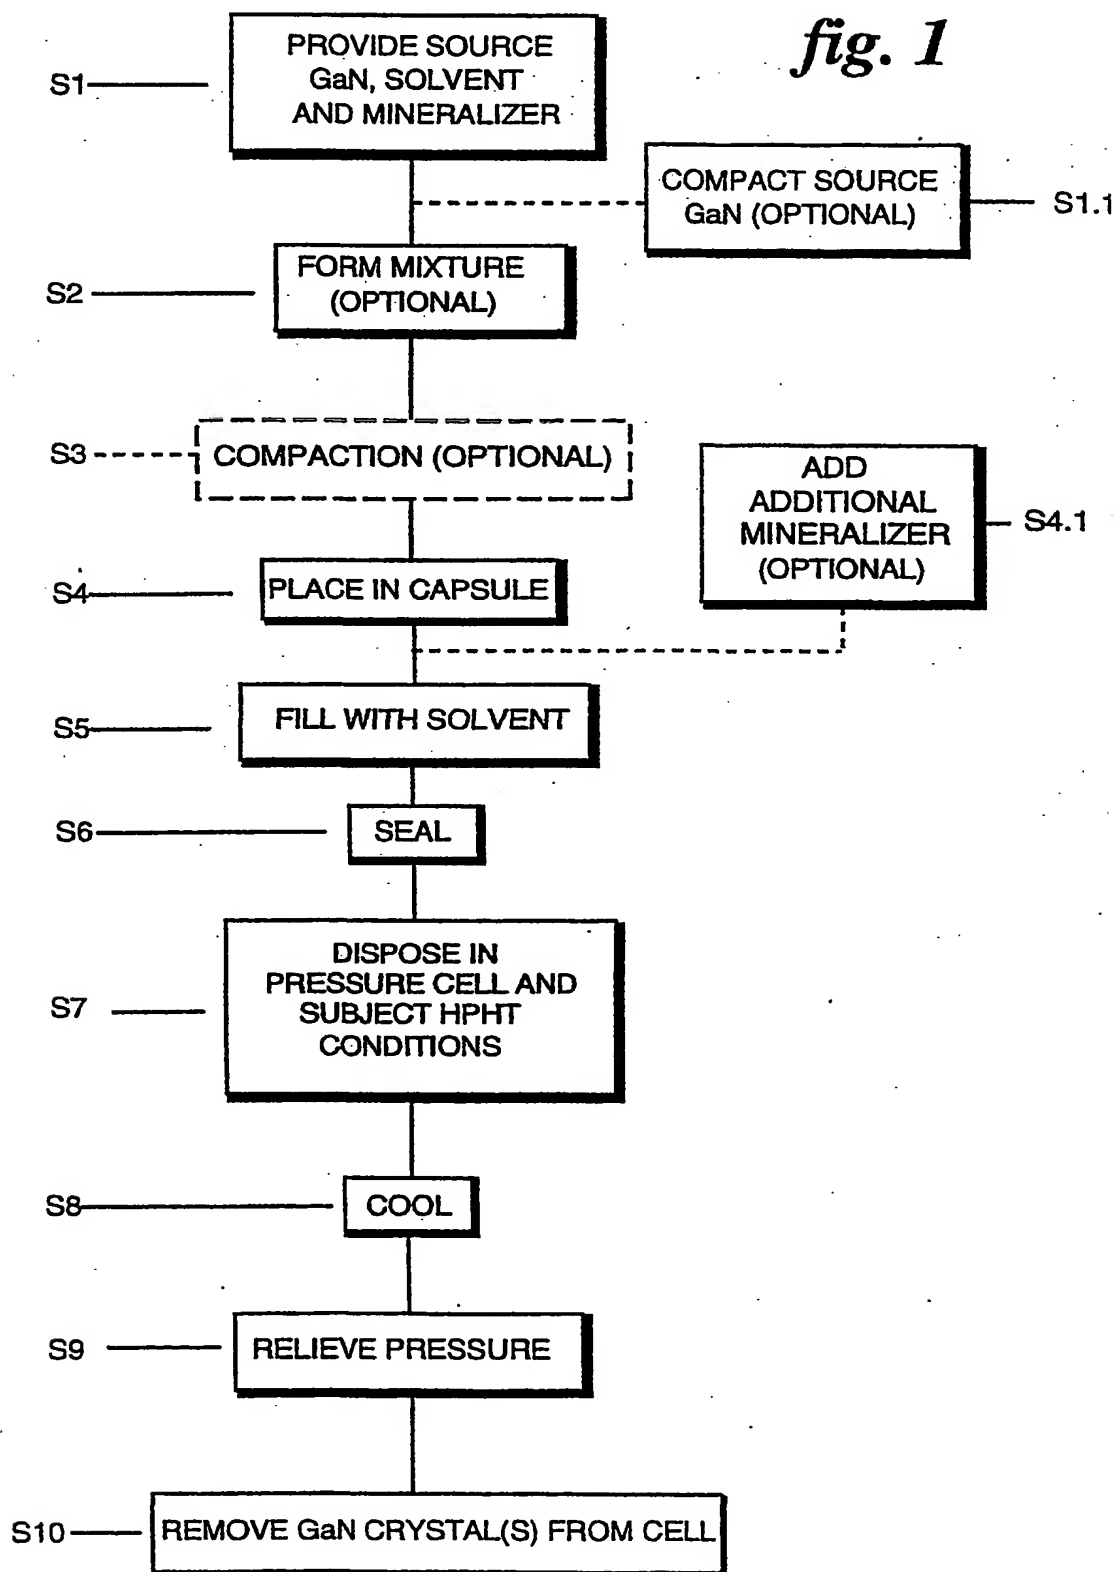 fig. 1
S1
PROVIDE SOURCE
GaN, SOLVENT
AND MINERALIZER
COMPACT SOURCE
GaN (OPTIONAL)
S1.1
S2
FORM MIXTURE
(OPTIONAL)
S3
COMPACTION (OPTIONAL)
ADD
ADDITIONAL
MINERALIZER
(OPTIONAL)
S4.1
S4
PLACE IN CAPSULE
S5
FILL WITH SOLVENT
S6
SEAL
S7
DISPOSE IN
PRESSURE CELL AND
SUBJECT HPHT
CONDITIONS
S8
COOL
S9
RELIEVE PRESSURE
S10
REMOVE GaN CRYSTAL(S) FROM CELL